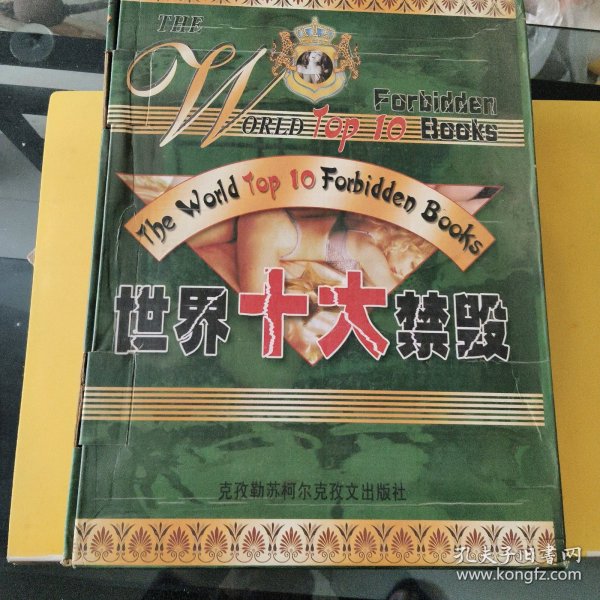 THE
WORLD Top 10 Forbidden Books
The World Top 10 Forbidden Books
世界十大禁毁
克孜勒苏柯尔克孜文出版社
孔夫子旧书网
www.kongfz.com